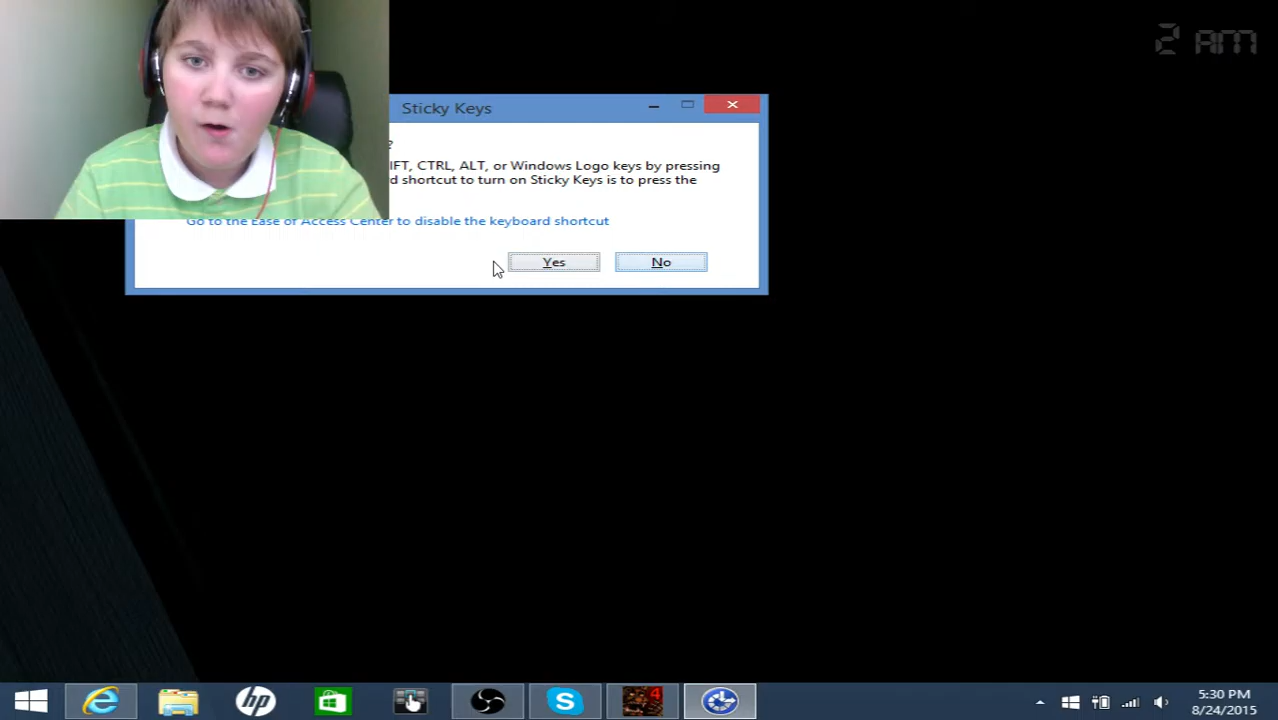 2 AM
Sticky Keys
?
IFT, CTRL, ALT, or Windows Logo keys by pressing
d shortcut to turn on Sticky Keys is to press the
Go to the Ease of Access Center to disable the keyboard shortcut
Yes
No
hp
S
4
5:30 PM
8/24/2015